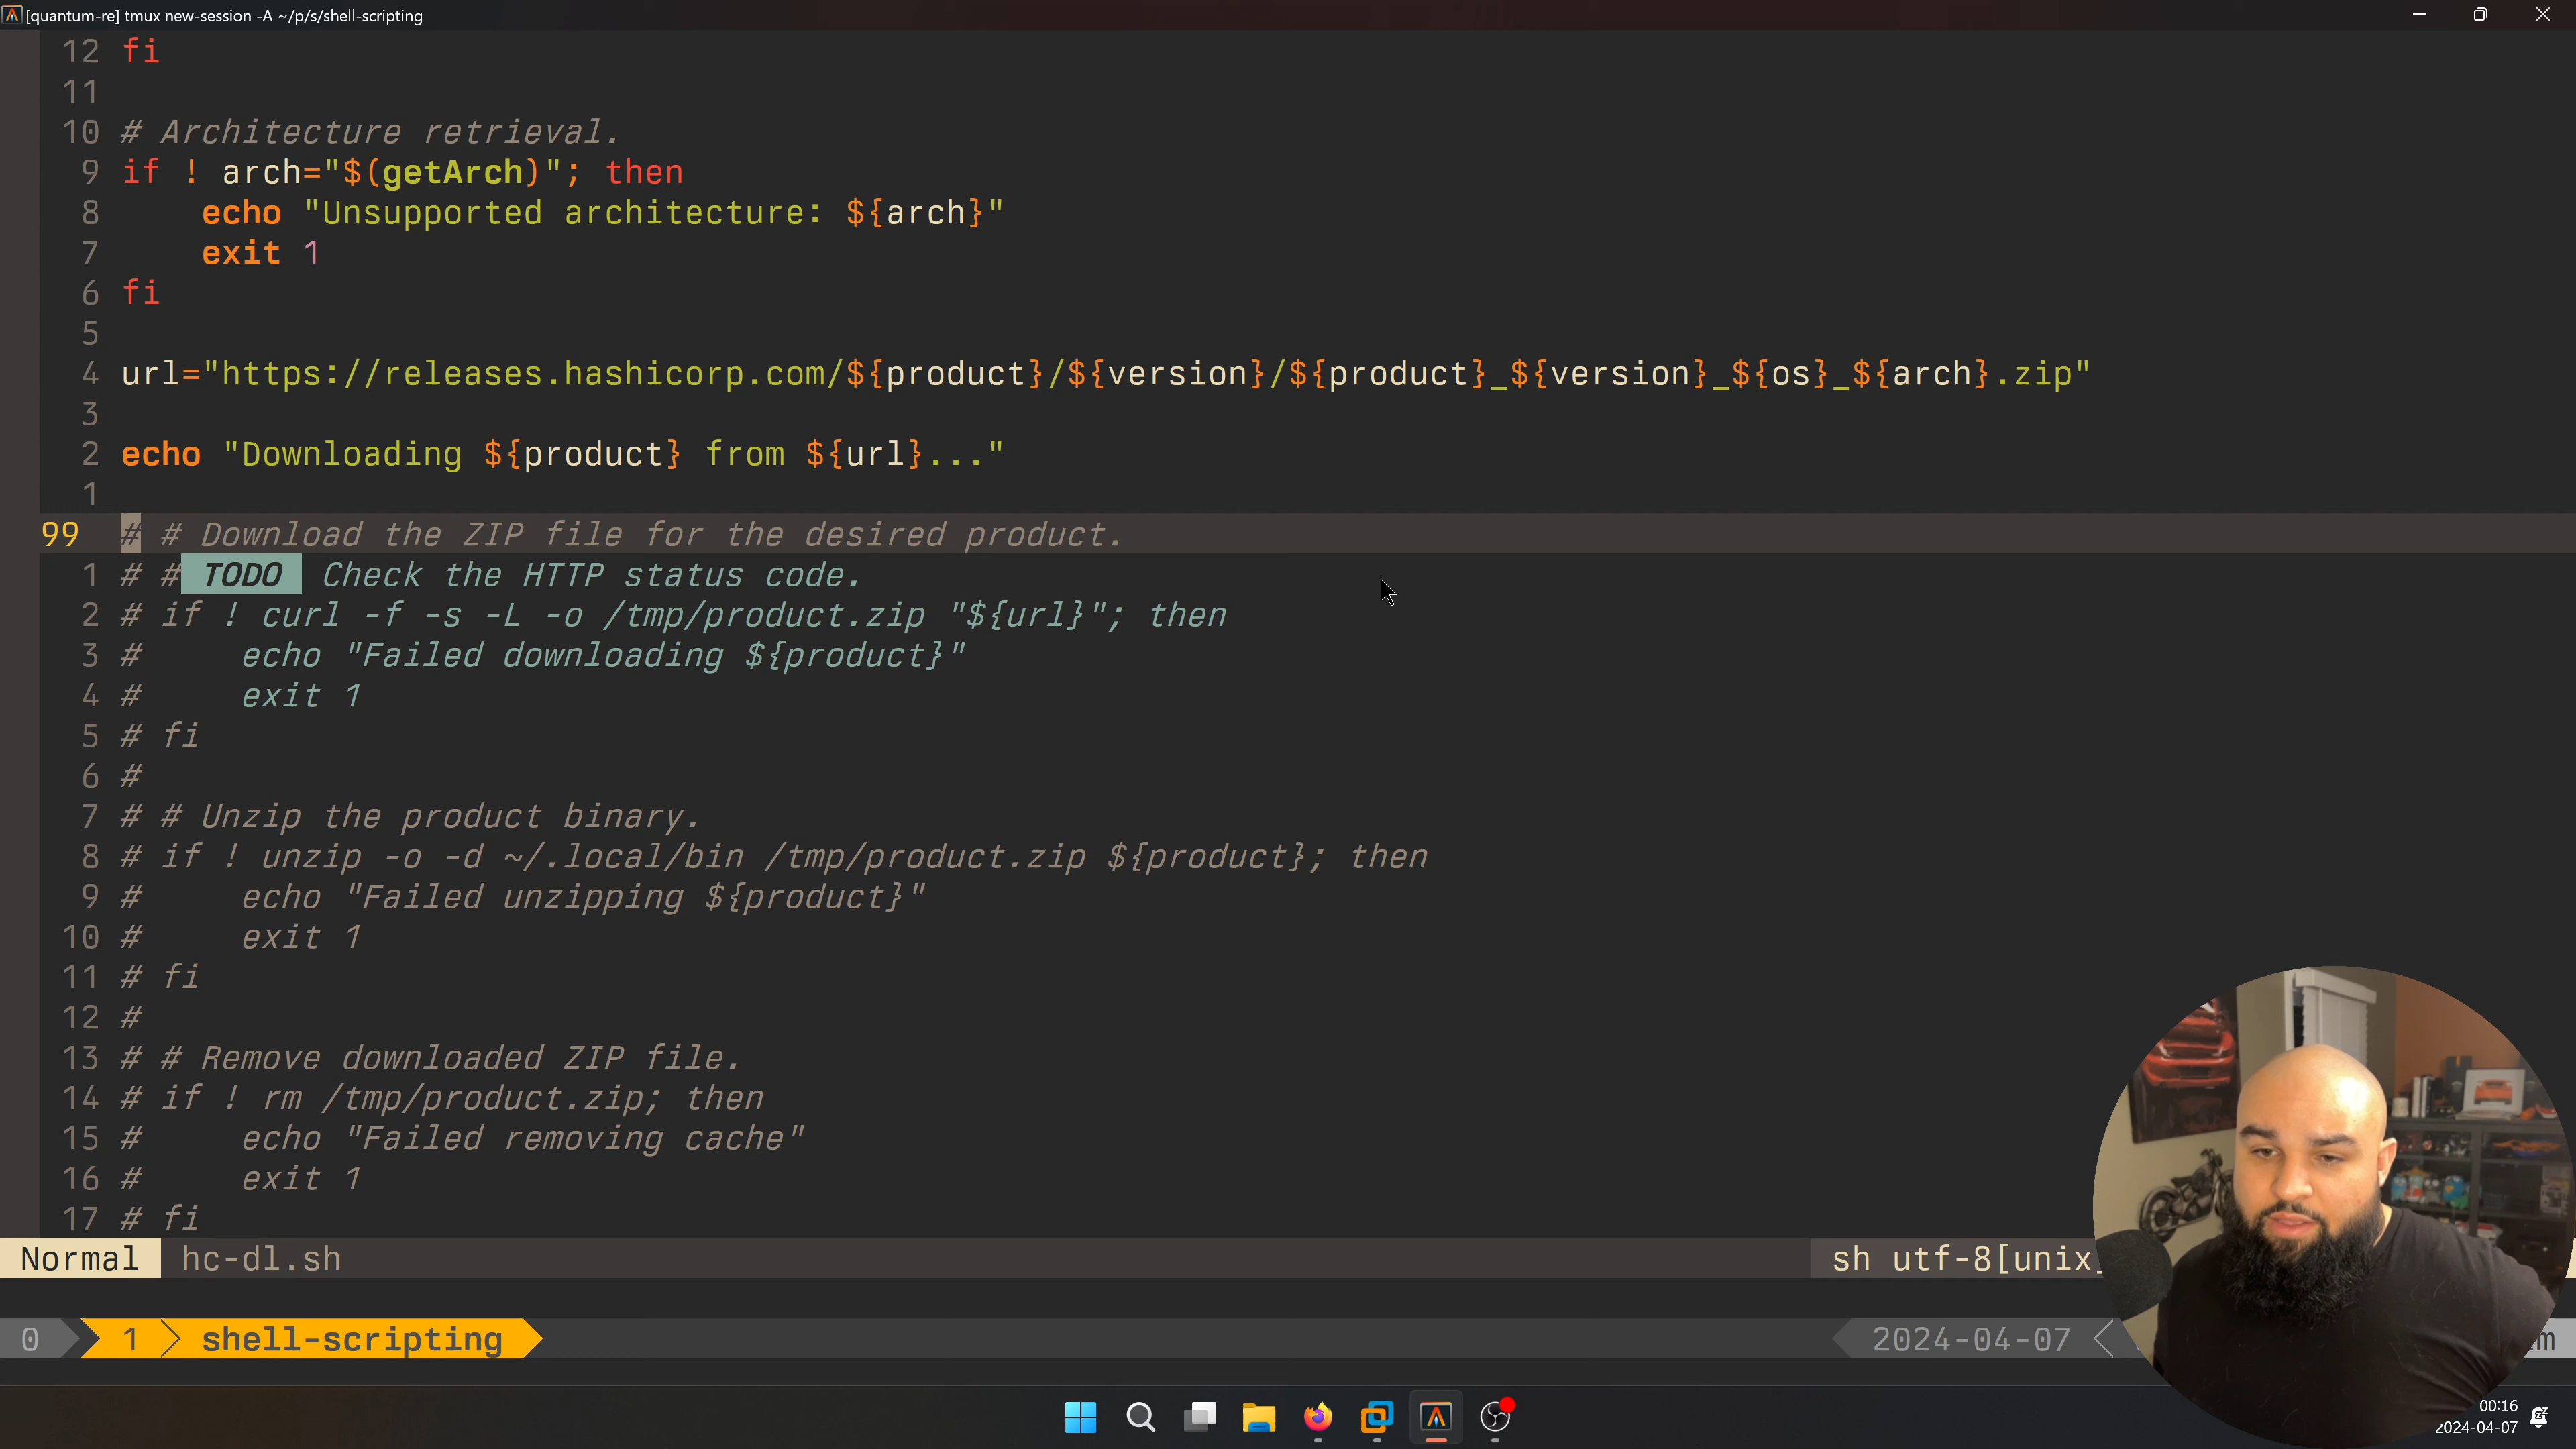 [quantum-re] tmux new-session -A ~/p/s/shell-scripting
12 fi
11
10 # Architecture retrieval.
9 if ! arch="$(getArch)"; then
8     echo "Unsupported architecture: ${arch}"
7     exit 1
6 fi
5
4 url="https://releases.hashicorp.com/${product}/${version}/${product}_${version}_${os}_${arch}.zip"
3
2 echo "Downloading ${product} from ${url}..."
1
99 # # Download the ZIP file for the desired product.
1 # # TODO Check the HTTP status code.
2 # if ! curl -f -s -L -o /tmp/product.zip "${url}"; then
3 #     echo "Failed downloading ${product}"
4 #     exit 1
5 # fi
6 #
7 # # Unzip the product binary.
8 # if ! unzip -o -d ~/.local/bin /tmp/product.zip ${product}; then
9 #     echo "Failed unzipping ${product}"
10 #     exit 1
11 # fi
12 #
13 # # Remove downloaded ZIP file.
14 # if ! rm /tmp/product.zip; then
15 #     echo "Failed removing cache"
16 #     exit 1
17 # fi
Normal hc-dl.sh sh utf-8[unix]
0 1 shell-scripting 2024-04-07
00:16
2024-04-07